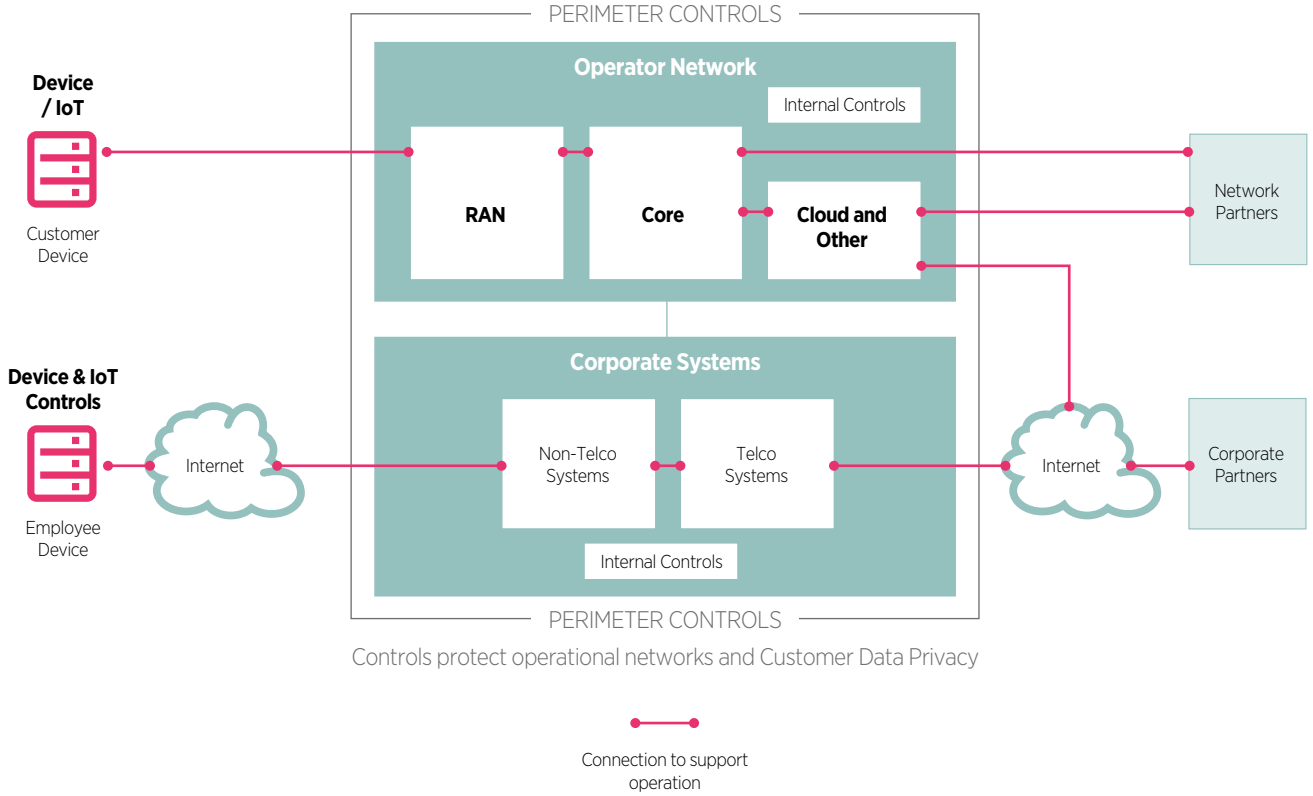 PERIMETER CONTROLS
Operator Network
Internal Controls
Device
/ IoT
Customer
Device
RAN
Core
Cloud and
Other
Network
Partners
Corporate Systems
Device & IoT
Controls
Employee
Device
Internet
Non-Telco
Systems
Telco
Systems
Internal Controls
Internet
Corporate
Partners
PERIMETER CONTROLS
Controls protect operational networks and Customer Data Privacy
Connection to support
operation